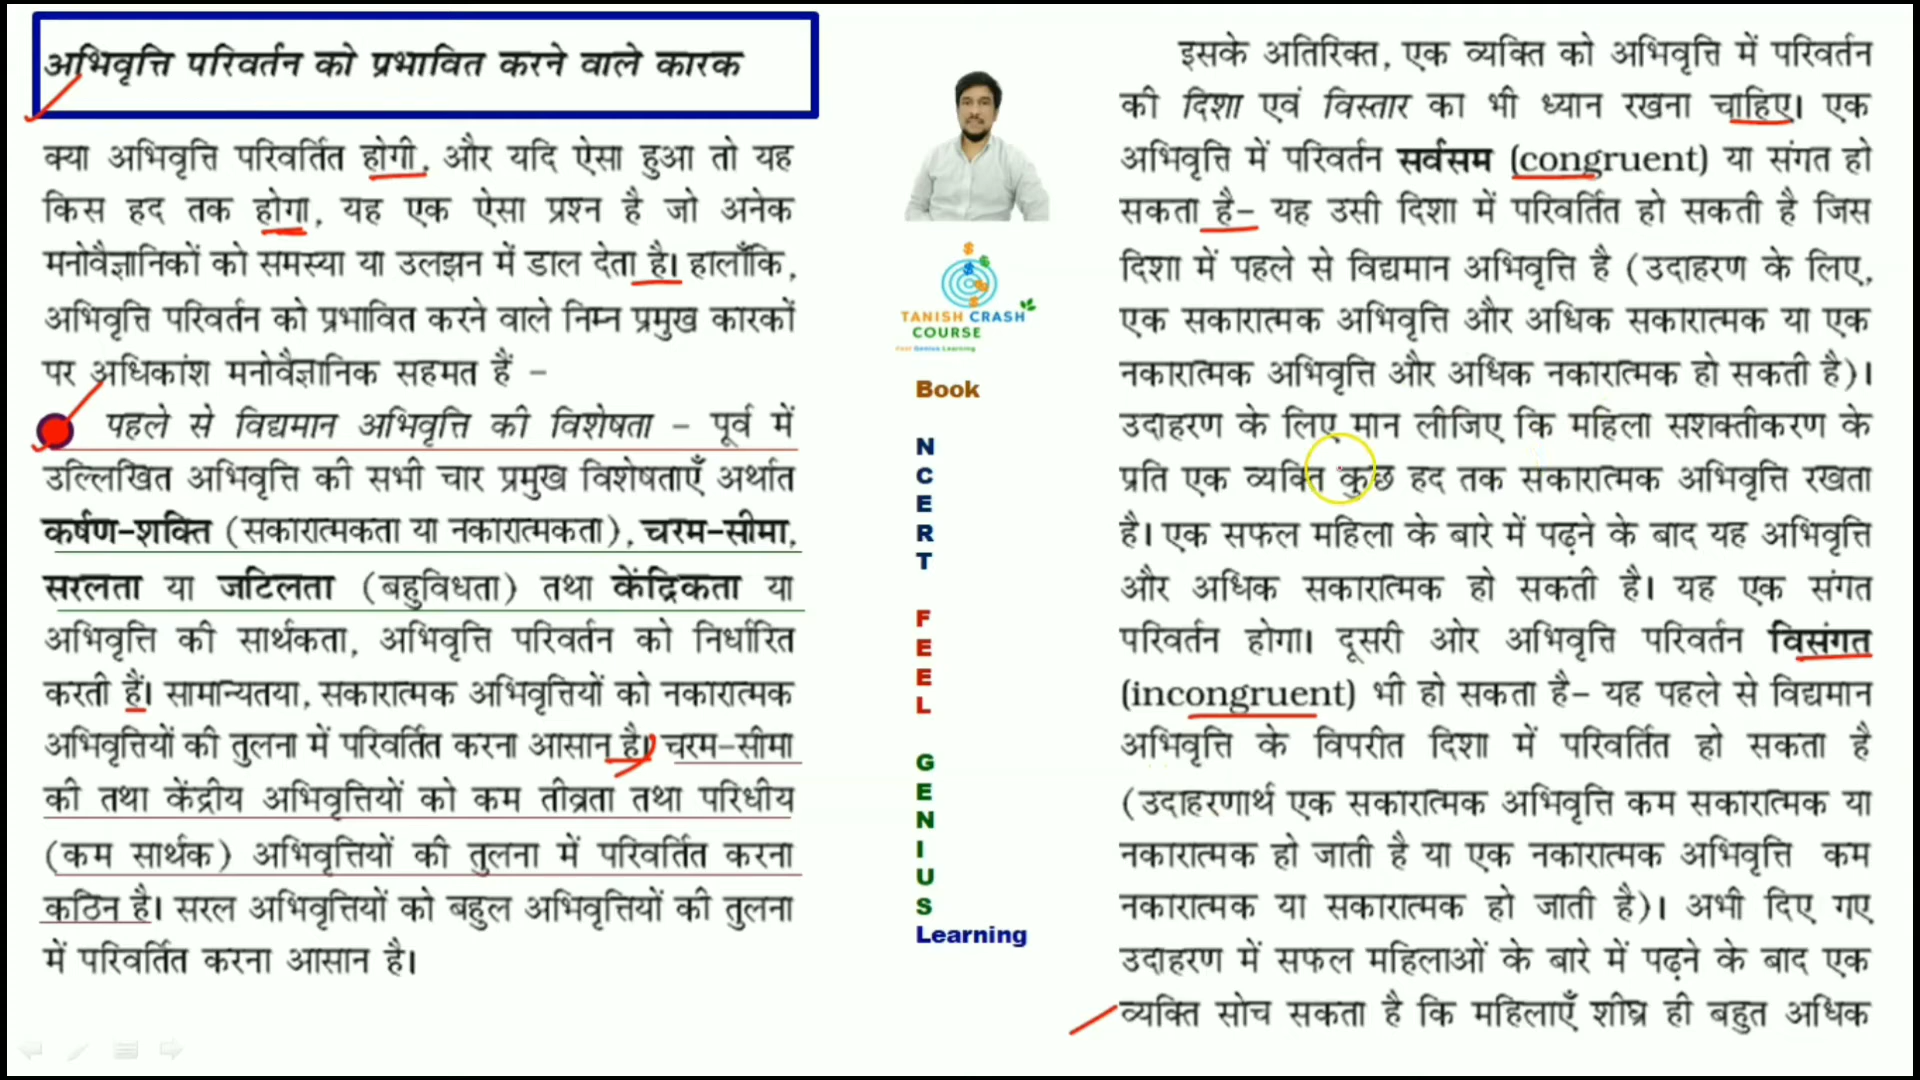 अभिवृत्ति परिवर्तन को प्रभावित करने वाले कारक
क्या अभिवृत्ति परिवर्तित होगी, और यदि ऐसा हुआ तो यह
किस हद तक होगा, यह एक ऐसा प्रश्न है जो अनेक
मनोवैज्ञानिकों को समस्या या उलझन में डाल देता है। हालाँकि,
अभिवृत्ति परिवर्तन को प्रभावित करने वाले निम्न प्रमुख कारकों
पर अधिकांश मनोवैज्ञानिक सहमत हैं –
पहले से विद्यमान अभिवृत्ति की विशेषता – पूर्व में
उल्लिखित अभिवृत्ति की सभी चार प्रमुख विशेषताएँ अर्थात
कर्षण-शक्ति (सकारात्मकता या नकारात्मकता), चरम-सीमा,
सरलता या जटिलता (बहुविधता) तथा केंद्रिकता या
अभिवृत्ति की सार्थकता, अभिवृत्ति परिवर्तन को निर्धारित
करती हैं। सामान्यतया, सकारात्मक अभिवृत्तियों को नकारात्मक
अभिवृत्तियों की तुलना में परिवर्तित करना आसान है। चरम-सीमा
की तथा केंद्रीय अभिवृत्तियों को कम तीव्रता तथा परिधीय
(कम सार्थक) अभिवृत्तियों की तुलना में परिवर्तित करना
कठिन है। सरल अभिवृत्तियों को बहुल अभिवृत्तियों की तुलना
में परिवर्तित करना आसान है।
TANISH CRASH
COURSE
Fast Genius Learning
Book
N
C
E
R
T
F
E
E
L
G
E
N
I
U
S
Learning
इसके अतिरिक्त, एक व्यक्ति को अभिवृत्ति में परिवर्तन
की दिशा एवं विस्तार का भी ध्यान रखना चाहिए। एक
अभिवृत्ति में परिवर्तन सर्वसम (congruent) या संगत हो
सकता है– यह उसी दिशा में परिवर्तित हो सकती है जिस
दिशा में पहले से विद्यमान अभिवृत्ति है (उदाहरण के लिए,
एक सकारात्मक अभिवृत्ति और अधिक सकारात्मक या एक
नकारात्मक अभिवृत्ति और अधिक नकारात्मक हो सकती है)।
उदाहरण के लिए मान लीजिए कि महिला सशक्तीकरण के
प्रति एक व्यक्ति कुछ हद तक सकारात्मक अभिवृत्ति रखता
है। एक सफल महिला के बारे में पढ़ने के बाद यह अभिवृत्ति
और अधिक सकारात्मक हो सकती है। यह एक संगत
परिवर्तन होगा। दूसरी ओर अभिवृत्ति परिवर्तन विसंगत
(incongruent) भी हो सकता है– यह पहले से विद्यमान
अभिवृत्ति के विपरीत दिशा में परिवर्तित हो सकता है
(उदाहरणार्थ एक सकारात्मक अभिवृत्ति कम सकारात्मक या
नकारात्मक हो जाती है या एक नकारात्मक अभिवृत्ति कम
नकारात्मक या सकारात्मक हो जाती है)। अभी दिए गए
उदाहरण में सफल महिलाओं के बारे में पढ़ने के बाद एक
व्यक्ति सोच सकता है कि महिलाएँ शीघ्र ही बहुत अधिक